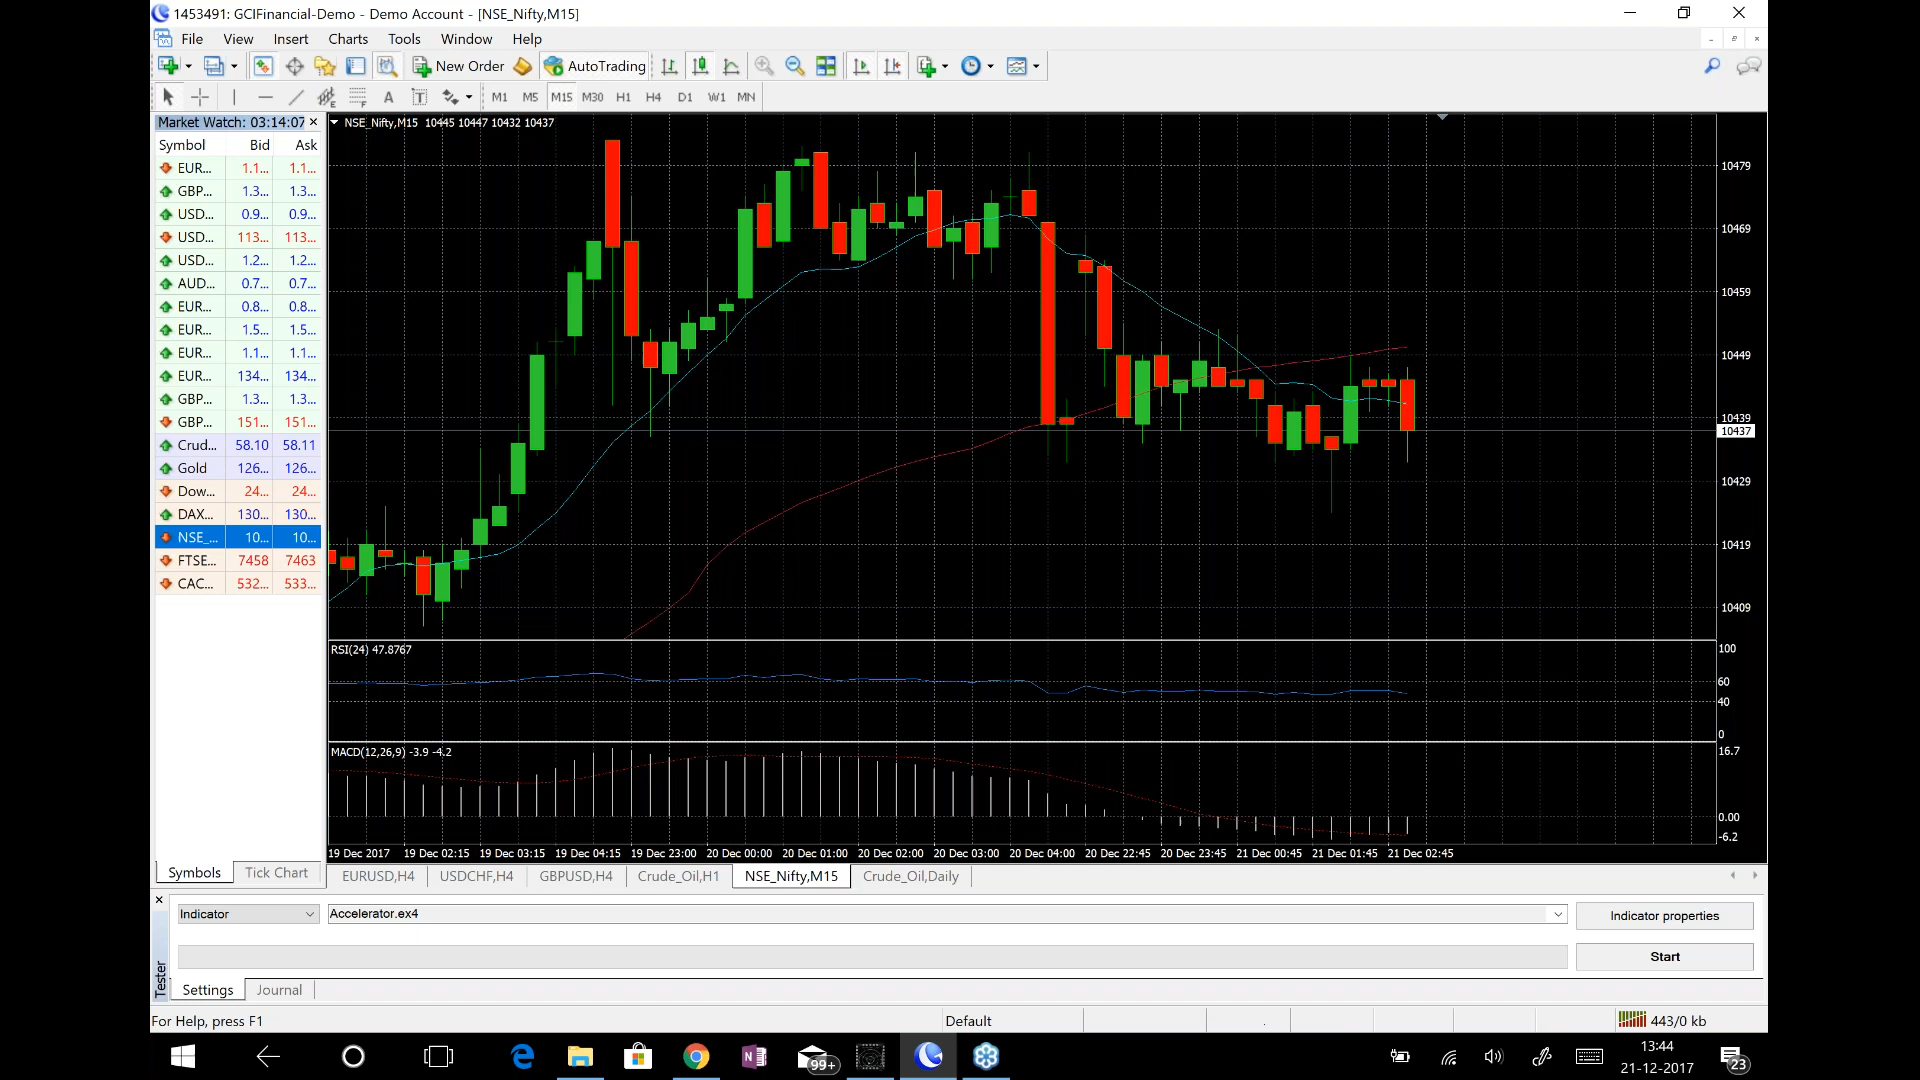 1453491: GCIFinancial-Demo - Demo Account - [NSE_Nifty,M15]
File View Insert Charts Tools Window Help
New Order AutoTrading
A T M1 M5 M15 M30 H1 H4 D1 W1 MN
Market Watch: 03:14:07
Symbol Bid Ask
EUR... 1.1... 1.1...
GBP... 1.3... 1.3...
USD... 0.9... 0.9...
USD... 113... 113...
USD... 1.2... 1.2...
AUD... 0.7... 0.7...
EUR... 0.8... 0.8...
EUR... 1.5... 1.5...
EUR... 1.1... 1.1...
EUR... 134... 134...
GBP... 1.3... 1.3...
GBP... 151... 151...
Crud... 58.10 58.11
Gold 126... 126...
Dow... 24... 24...
DAX... 130... 130...
NSE_... 10... 10...
FTSE... 7458 7463
CAC... 532... 533...
Symbols Tick Chart
NSE_Nifty,M15 10445 10447 10432 10437
10479
10469
10459
10449
10439
10437
10429
10419
10409
RSI(24) 47.8767
100
60
40
0
MACD(12,26,9) -3.9 -4.2
16.7
0.00
-6.2
19 Dec 2017 19 Dec 02:15 19 Dec 03:15 19 Dec 04:15 19 Dec 23:00 20 Dec 00:00 20 Dec 01:00 20 Dec 02:00 20 Dec 03:00 20 Dec 04:00 20 Dec 22:45 20 Dec 23:45 21 Dec 00:45 21 Dec 01:45 21 Dec 02:45
EURUSD,H4 USDCHF,H4 GBPUSD,H4 Crude_Oil,H1 NSE_Nifty,M15 Crude_Oil,Daily
Indicator Accelerator.ex4 Indicator properties
Start
Tester
Settings Journal
For Help, press F1 Default 443/0 kb
99+
13:44
21-12-2017
23